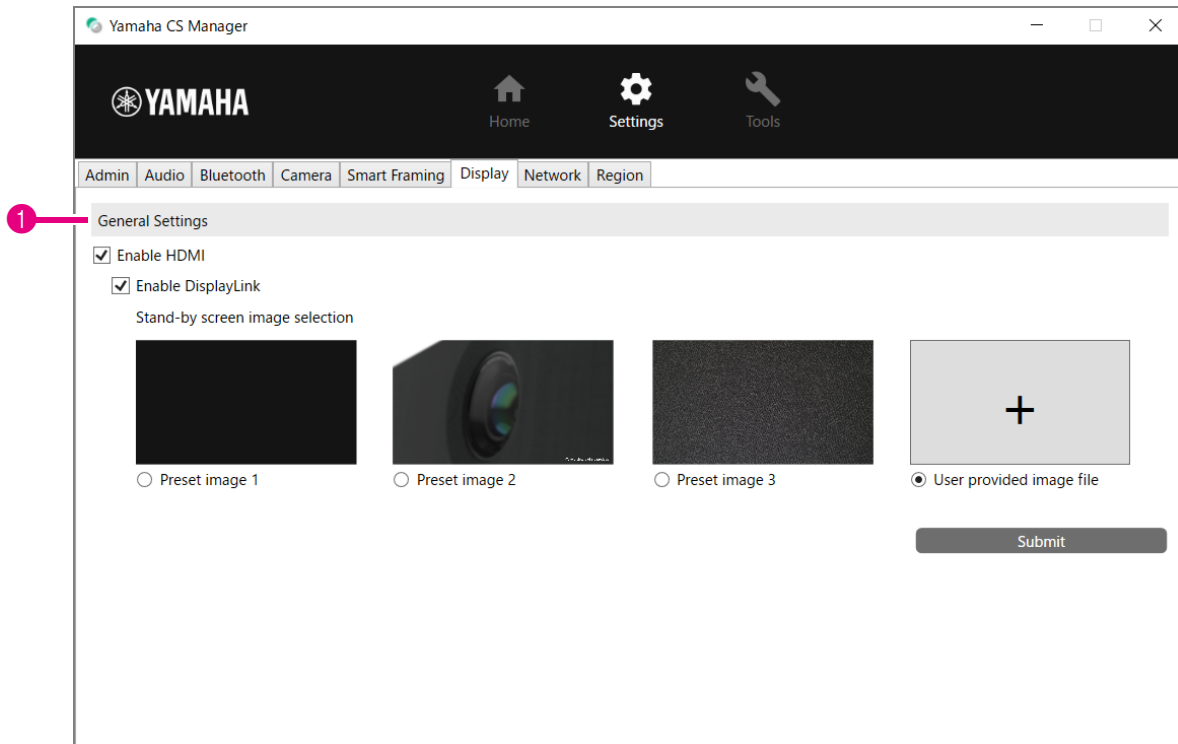 Yamaha CS Manager
YAMAHA
Home Settings Tools
Admin Audio Bluetooth Camera Smart Framing Display Network Region
1
General Settings
Enable HDMI
Enable DisplayLink
Stand-by screen image selection
+
Preset image 1 Preset image 2 Preset image 3 User provided image file
Submit